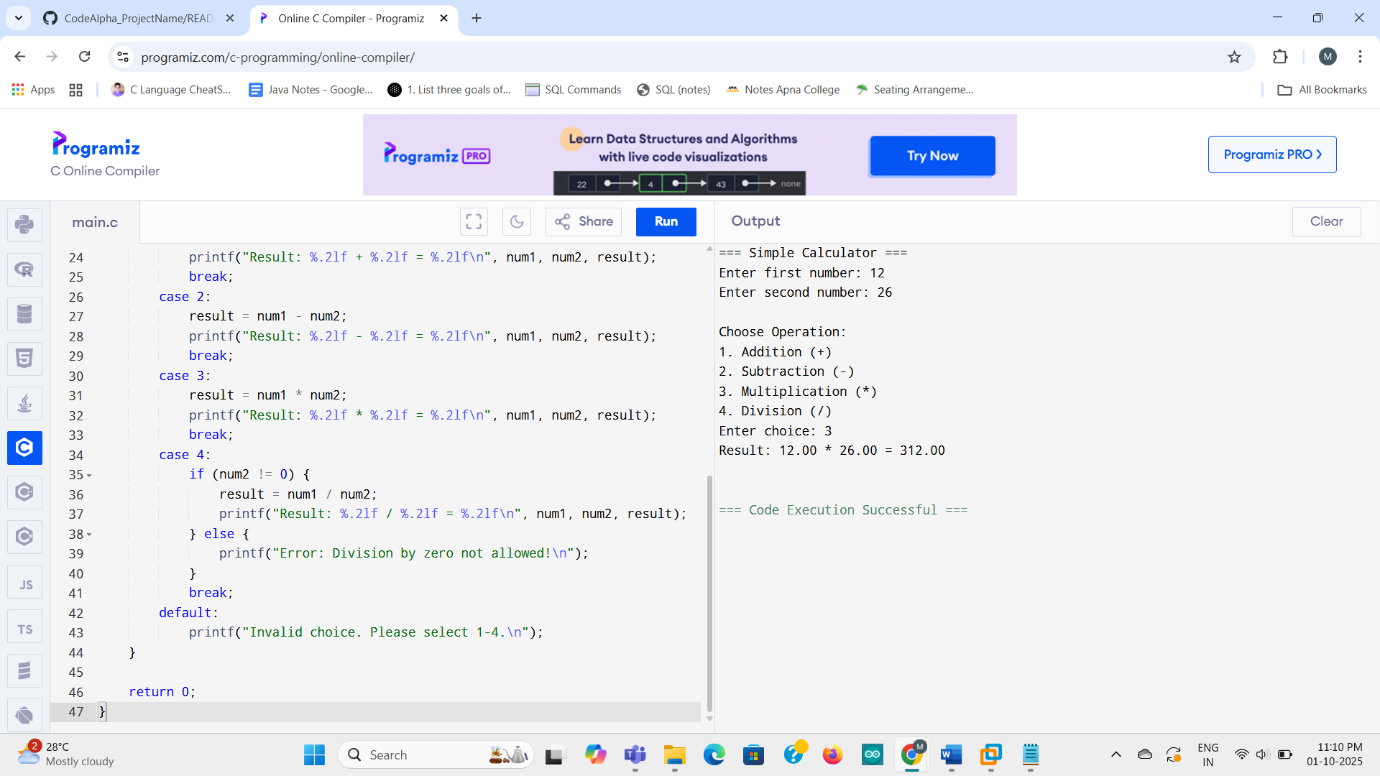 CodeAlpha_ProjectName/READ
Online C Compiler - Programiz
programiz.com/c-programming/online-compiler/
M
Apps
C Language CheatS...
Java Notes - Google...
1. List three goals of...
SQL Commands
SQL (notes)
Notes Apna College
Seating Arrangeme...
All Bookmarks
Programiz
C Online Compiler
Programiz PRO
Learn Data Structures and Algorithms
with live code visualizations
22 4 43 none
Try Now
Programiz PRO
main.c
Share
Run
Output
Clear
24 printf("Result: %.2lf + %.2lf = %.2lf\n", num1, num2, result);
25 break;
26 case 2:
27 result = num1 - num2;
28 printf("Result: %.2lf - %.2lf = %.2lf\n", num1, num2, result);
29 break;
30 case 3:
31 result = num1 * num2;
32 printf("Result: %.2lf * %.2lf = %.2lf\n", num1, num2, result);
33 break;
34 case 4:
35 if (num2 != 0) {
36 result = num1 / num2;
37 printf("Result: %.2lf / %.2lf = %.2lf\n", num1, num2, result);
38 } else {
39 printf("Error: Division by zero not allowed!\n");
40 }
41 break;
42 default:
43 printf("Invalid choice. Please select 1-4.\n");
44 }
45
46 return 0;
47 }
=== Simple Calculator ===
Enter first number: 12
Enter second number: 26
Choose Operation:
1. Addition (+)
2. Subtraction (-)
3. Multiplication (*)
4. Division (/)
Enter choice: 3
Result: 12.00 * 26.00 = 312.00
=== Code Execution Successful ===
JS
TS
2
28°C
Mostly cloudy
Search
M
ENG
IN
11:10 PM
01-10-2025